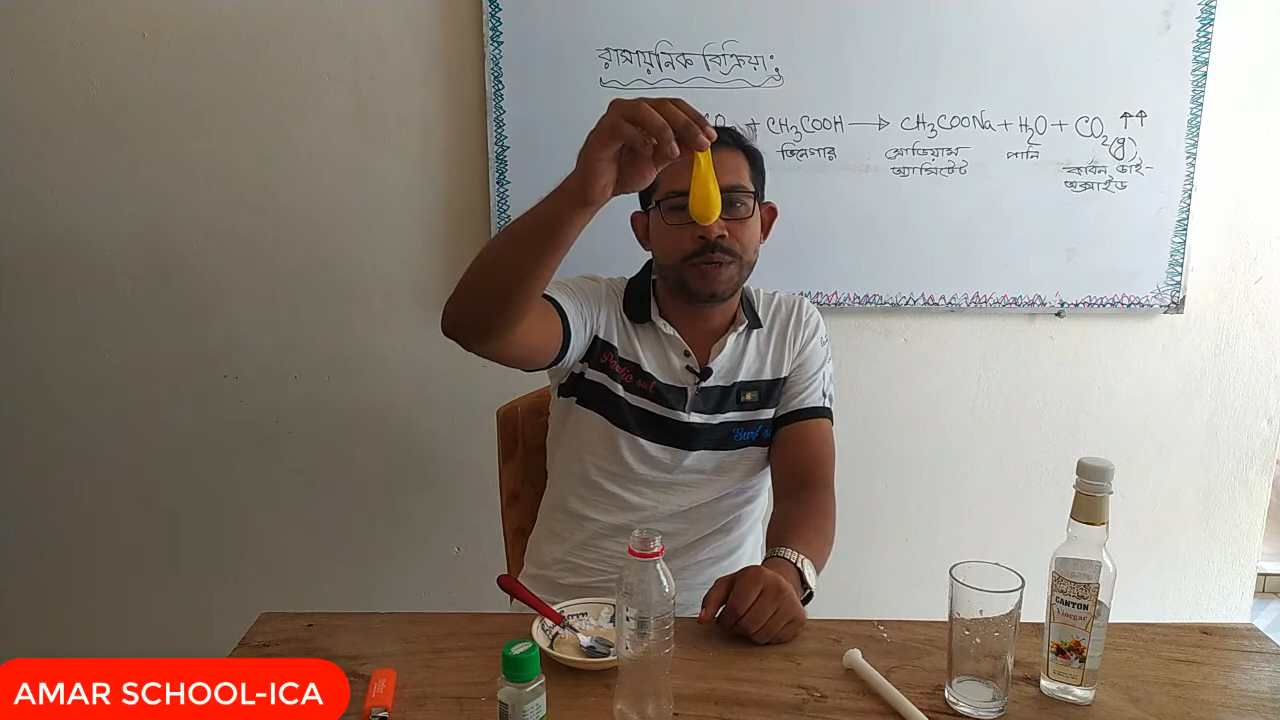 রাসায়নিক বিক্রিয়া:
+ CH₃COOH → CH₃COONa + H₂O + CO₂(g) ↑↑
ভিনেগার সোডিয়াম পানি কার্বন ডাই-
অ্যাসিটেট অক্সাইড
CANTON
Vinegar
AMAR SCHOOL-ICA